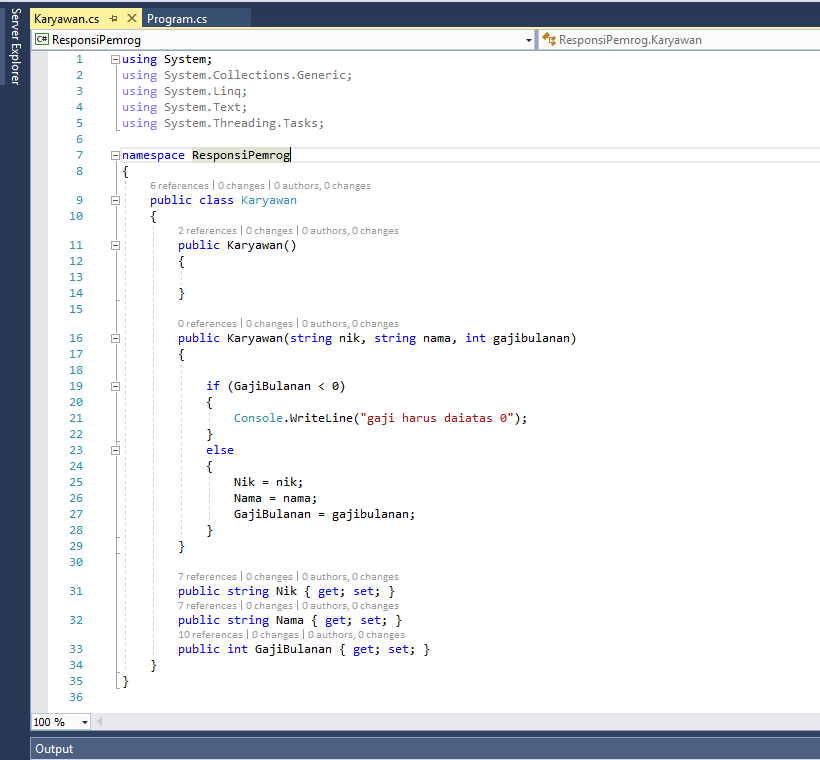 Server Explorer
Karyawan.cs Program.cs
C# ResponsiPemrog ResponsiPemrog.Karyawan
1 using System;
2 using System.Collections.Generic;
3 using System.Linq;
4 using System.Text;
5 using System.Threading.Tasks;
6
7 namespace ResponsiPemrog
8 {
6 references | 0 changes | 0 authors, 0 changes
9 public class Karyawan
10 {
2 references | 0 changes | 0 authors, 0 changes
11 public Karyawan()
12 {
13
14 }
15
0 references | 0 changes | 0 authors, 0 changes
16 public Karyawan(string nik, string nama, int gajibulanan)
17 {
18
19 if (GajiBulanan < 0)
20 {
21 Console.WriteLine("gaji harus daiatas 0");
22 }
23 else
24 {
25 Nik = nik;
26 Nama = nama;
27 GajiBulanan = gajibulanan;
28 }
29 }
30
7 references | 0 changes | 0 authors, 0 changes
31 public string Nik { get; set; }
7 references | 0 changes | 0 authors, 0 changes
32 public string Nama { get; set; }
10 references | 0 changes | 0 authors, 0 changes
33 public int GajiBulanan { get; set; }
34 }
35 }
36
100 %
Output